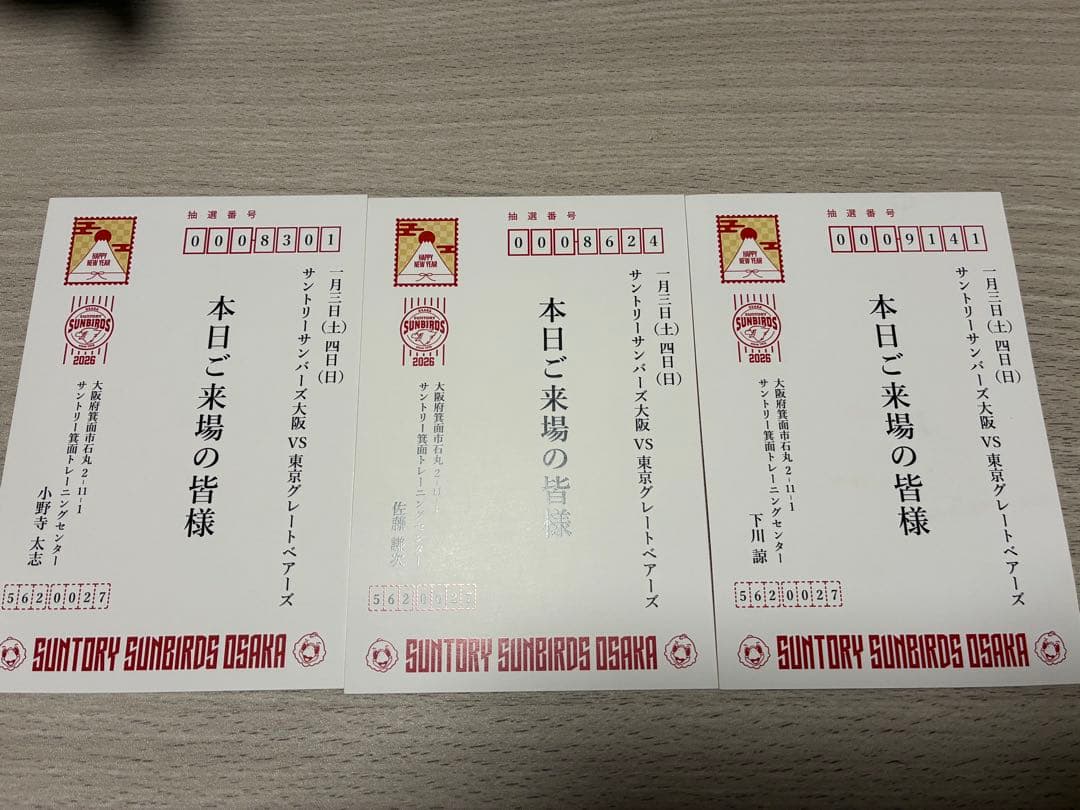 抽選番号
0008301
HAPPY
NEW YEAR
一月三日(土)四日(日)
サントリーサンバーズ大阪 VS 東京グレートベアーズ
本日ご来場の皆様
OSAKA
SUNTORY
SUNBIRDS
2026
大阪府箕面市石丸 2-11-1
サントリー箕面トレーニングセンター
小野寺 太志
5620027
SUNTORY SUNBIRDS OSAKA
抽選番号
0008624
HAPPY
NEW YEAR
一月三日(土)四日(日)
サントリーサンバーズ大阪 VS 東京グレートベアーズ
本日ご来場の皆様
OSAKA
SUNTORY
SUNBIRDS
2026
大阪府箕面市石丸 2-11-1
サントリー箕面トレーニングセンター
佐藤 謙次
5620027
SUNTORY SUNBIRDS OSAKA
抽選番号
0009141
HAPPY
NEW YEAR
一月三日(土)四日(日)
サントリーサンバーズ大阪 VS 東京グレートベアーズ
本日ご来場の皆様
OSAKA
SUNTORY
SUNBIRDS
2026
大阪府箕面市石丸 2-11-1
サントリー箕面トレーニングセンター
下川 諒
5620027
SUNTORY SUNBIRDS OSAKA